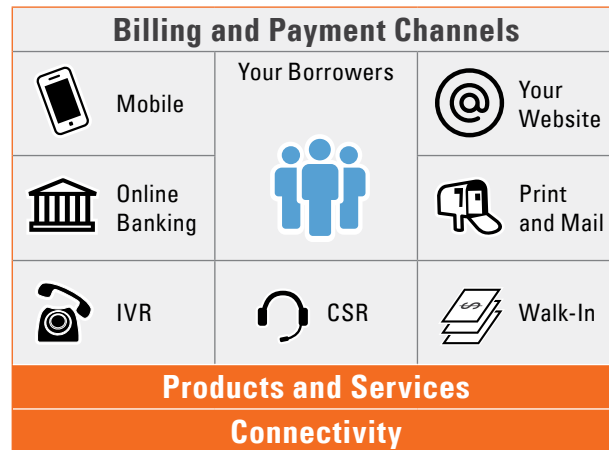 Billing and Payment Channels
Mobile
Your Borrowers
Your
Website
Online
Banking
Print
and Mail
IVR
CSR
Walk-In
$
Products and Services
Connectivity